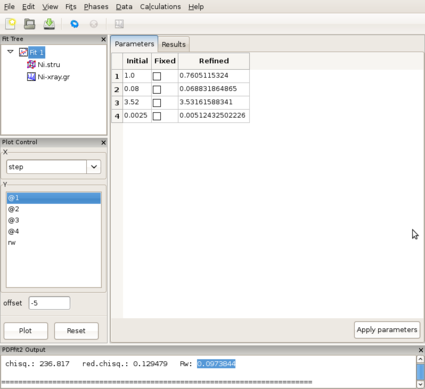 File Edit View Fits Phases Data Calculations Help
Fit Tree
Fit 1
Ni.stru
Ni-xray.gr
Plot Control
X
step
Y
@1
@2
@3
@4
rw
offset -5
Plot Reset
Parameters Results
Initial Fixed Refined
1 1.0 0.7605115324
2 0.08 0.068831864865
3 3.52 3.53161588341
4 0.0025 0.00512432502226
Apply parameters
PDFfit2 Output
chisq.: 236.817 red.chisq.: 0.129479 Rw: 0.0973844
==============================================================================